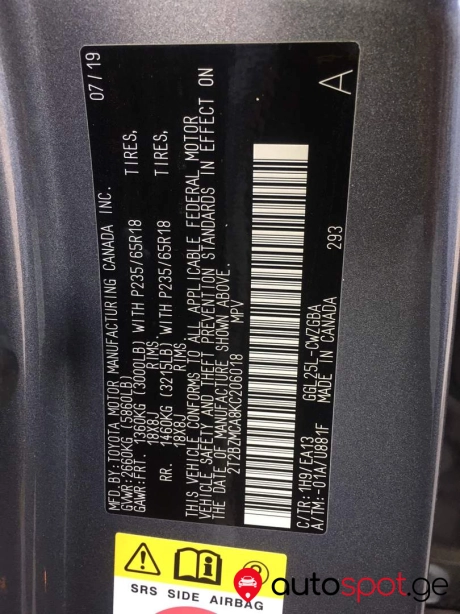 MFD.BY:TOYOTA MOTOR MANUFACTURING CANADA INC. 07/19
GVWR:2660KG(5860LB)
GAWR:FRT. 1360KG(3000LB) WITH P235/65R18 TIRES,
18X8J RIMS,
RR. 1460KG(3215LB) WITH P235/65R18 TIRES,
18X8J RIMS
THIS VEHICLE CONFORMS TO ALL APPLICABLE FEDERAL MOTOR
VEHICLE SAFETY AND THEFT PREVENTION STANDARDS IN EFFECT ON
THE DATE OF MANUFACTURE SHOWN ABOVE.
2T2BZMCA8KC206018 MPV
C/TR:1H9/EA13 GGL25L-CWZGBA A
A/TM:-01A/U881F MADE IN CANADA 293
SRS SIDE AIRBAG
autospot.ge